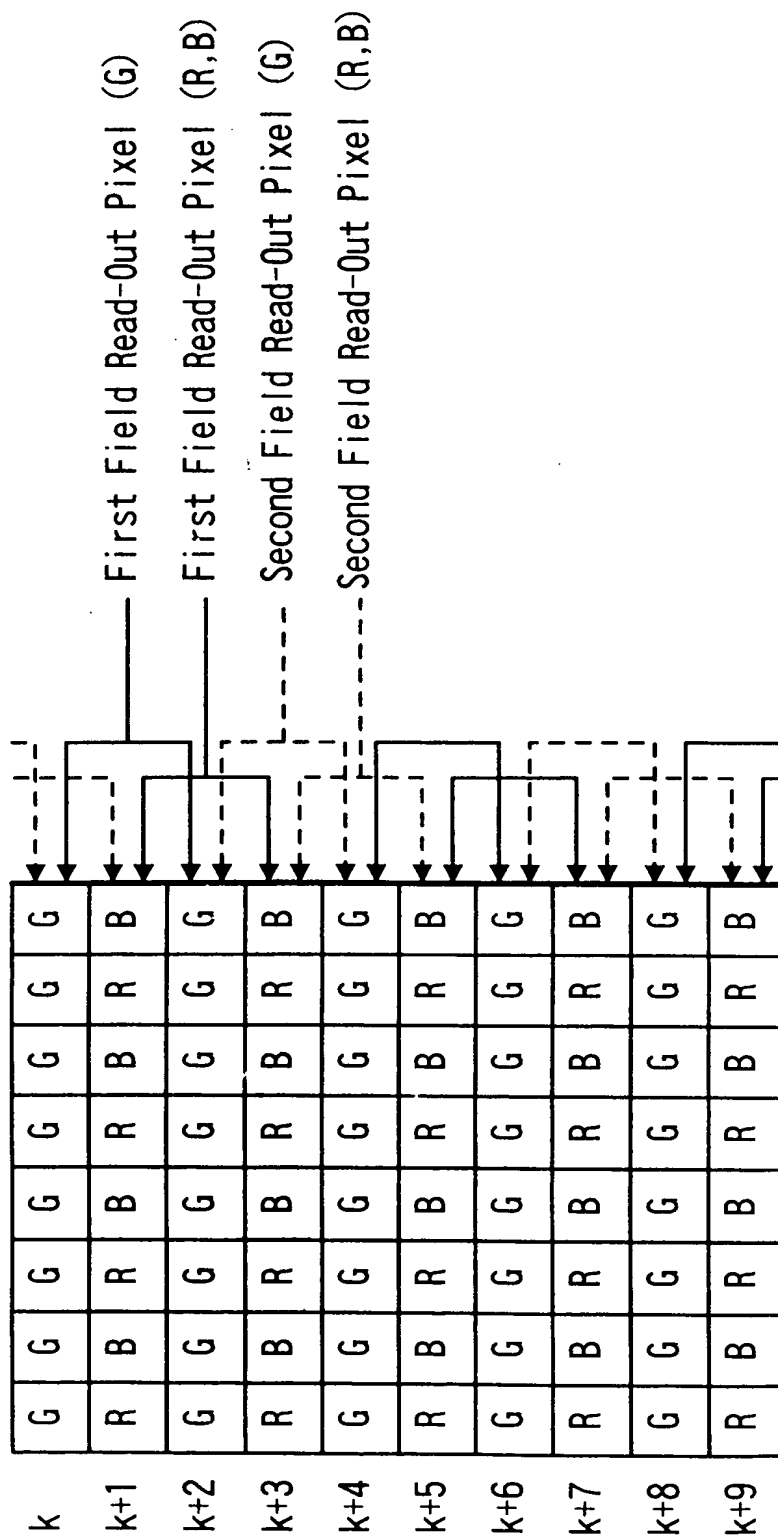 k G G G G G G G G
k+1 R B R B R B R B First Field Read-Out Pixel (G)
k+2 G G G G G G G G First Field Read-Out Pixel (R,B)
k+3 R B R B R B R B Second Field Read-Out Pixel (G)
k+4 G G G G G G G G Second Field Read-Out Pixel (R,B)
k+5 R B R B R B R B
k+6 G G G G G G G G
k+7 R B R B R B R B
k+8 G G G G G G G G
k+9 R B R B R B R B